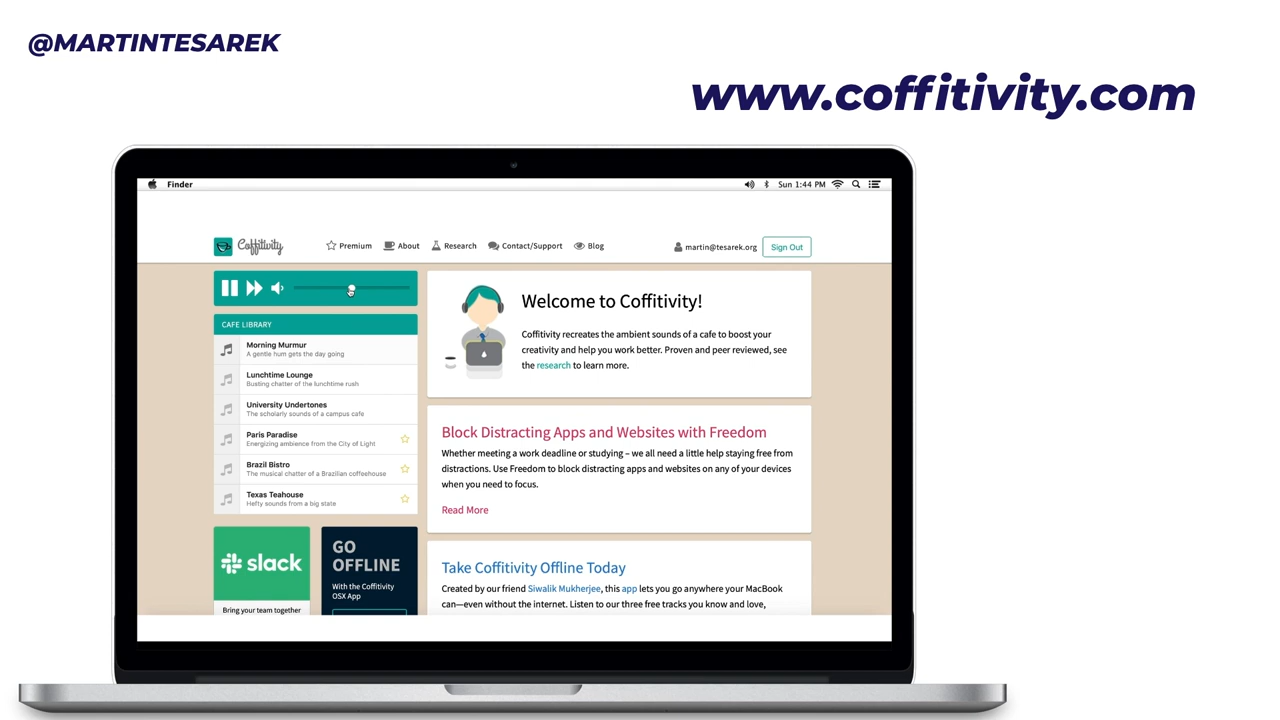 @MARTINTESAREK
www.coffitivity.com
Finder
Sun 1:44 PM
Coffitivity
Premium
About
Research
Contact/Support
Blog
martin@tesarek.org
Sign Out
CAFE LIBRARY
Morning Murmur
A gentle hum gets the day going
Lunchtime Lounge
Busting chatter of the lunchtime rush
University Undertones
The scholarly sounds of a campus cafe
Paris Paradise
Energizing ambience from the City of Light
Brazil Bistro
The musical chatter of a Brazilian coffeehouse
Texas Teahouse
Hefty sounds from a big state
slack
Bring your team together
GO
OFFLINE
With the Coffitivity
OSX App
Welcome to Coffitivity!
Coffitivity recreates the ambient sounds of a cafe to boost your
creativity and help you work better. Proven and peer reviewed, see
the research to learn more.
Block Distracting Apps and Websites with Freedom
Whether meeting a work deadline or studying – we all need a little help staying free from
distractions. Use Freedom to block distracting apps and websites on any of your devices
when you need to focus.
Read More
Take Coffitivity Offline Today
Created by our friend Siwalik Mukherjee, this app lets you go anywhere your MacBook
can—even without the internet. Listen to our three free tracks you know and love,